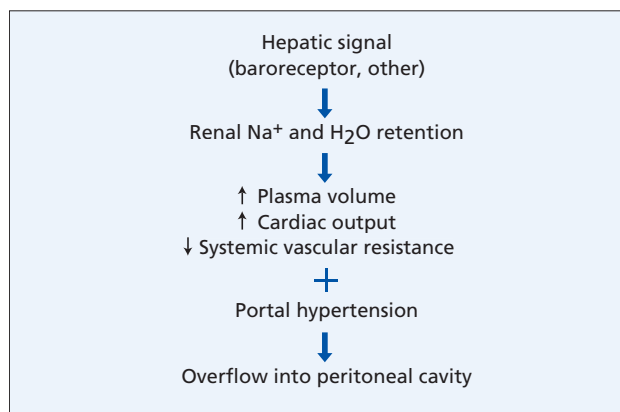 Hepatic signal
(baroreceptor, other)
Renal Na⁺ and H₂O retention
↑ Plasma volume
↑ Cardiac output
↓ Systemic vascular resistance
+
Portal hypertension
Overflow into peritoneal cavity